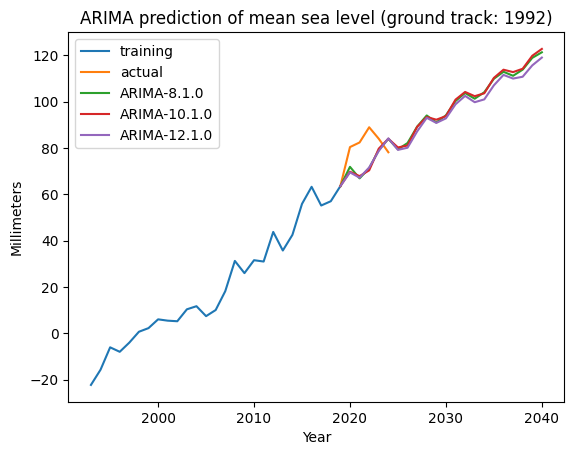 ARIMA prediction of mean sea level (ground track: 1992)
training
actual
ARIMA-8.1.0
ARIMA-10.1.0
ARIMA-12.1.0
Millimeters
120
100
80
60
40
20
0
−20
2000
2010
2020
2030
2040
Year